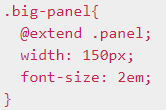 .big-panel{
  @extend .panel;
  width: 150px;
  font-size: 2em;
}